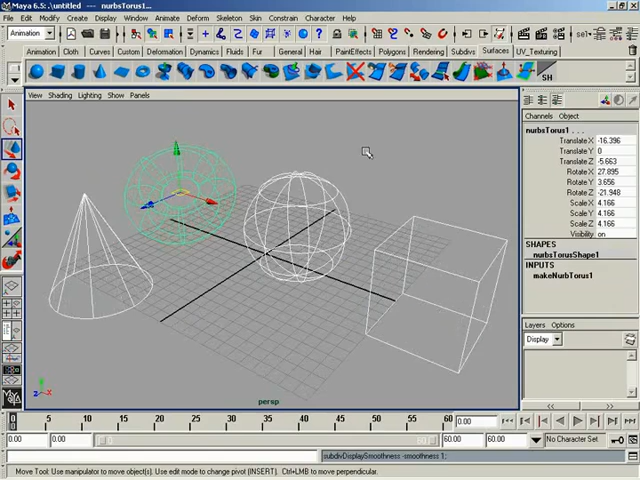 Maya 6.5: .\untitled --- nurbsTorus1...
File Edit Modify Create Display Window Animate Deform Skeleton Skin Constrain Character Help
Animation
sel
Animation Curves Custom Deformation Dynamics Fluids Fur General Hair PaintEffects Polygons Rendering Subdivs Surfaces UV_Texturing
SH
View Shading Lighting Show Panels
Channels Object
nurbsTorus1 . . .
Translate X -16.396
Translate Y 0
Translate Z -5.663
Rotate X 27.895
Rotate Y 3.656
Rotate Z -21.948
Scale X 4.166
Scale Y 4.166
Scale Z 4.166
Visibility on
SHAPES
nurbsTorusShape1
INPUTS
makeNurbTorus1
Layers Options
Display
z x
persp
0 5 10 15 20 25 30 35 40 45 50 55 60 0.00
0.00 0.00 60.00 60.00 No Character Set
subdivDisplaySmoothness -smoothness 1;
Move Tool: Use manipulator to move object(s). Use edit mode to change pivot (INSERT). Ctrl+LMB to move perpendicular.